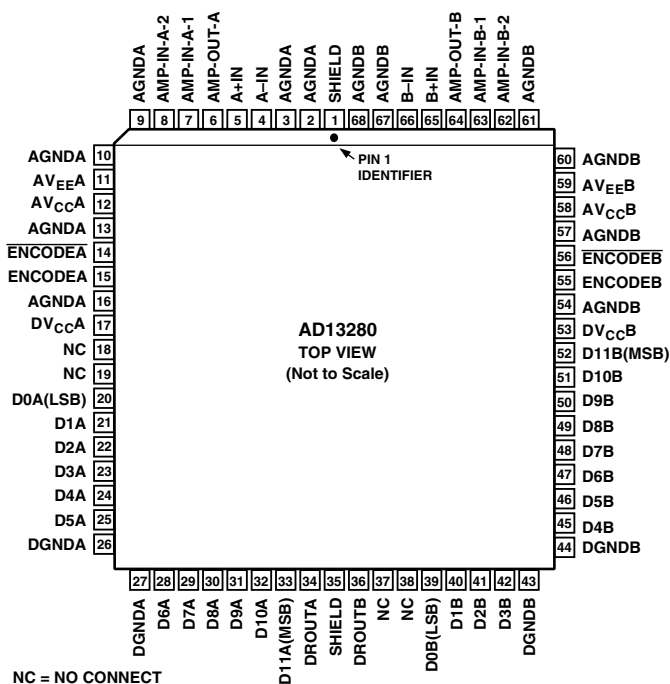 AGNDA
AMP-IN-A-2
AMP-IN-A-1
AMP-OUT-A
A+IN
A–IN
AGNDA
AGNDA
SHIELD
AGNDB
AGNDB
B–IN
B+IN
AMP-OUT-B
AMP-IN-B-1
AMP-IN-B-2
AGNDB
9 8 7 6 5 4 3 2 1 68 67 66 65 64 63 62 61
PIN 1
IDENTIFIER
AGNDA 10
AVEEA 11
AVCCA 12
AGNDA 13
ENCODEA 14
ENCODEA 15
AGNDA 16
DVCCA 17
NC 18
NC 19
D0A(LSB) 20
D1A 21
D2A 22
D3A 23
D4A 24
D5A 25
DGNDA 26
AD13280
TOP VIEW
(Not to Scale)
60 AGNDB
59 AVEEB
58 AVCCB
57 AGNDB
56 ENCODEB
55 ENCODEB
54 AGNDB
53 DVCCB
52 D11B(MSB)
51 D10B
50 D9B
49 D8B
48 D7B
47 D6B
46 D5B
45 D4B
44 DGNDB
27 28 29 30 31 32 33 34 35 36 37 38 39 40 41 42 43
DGNDA
D6A
D7A
D8A
D9A
D10A
D11A(MSB)
DROUTA
SHIELD
DROUTB
NC
NC
D0B(LSB)
D1B
D2B
D3B
DGNDB
NC = NO CONNECT